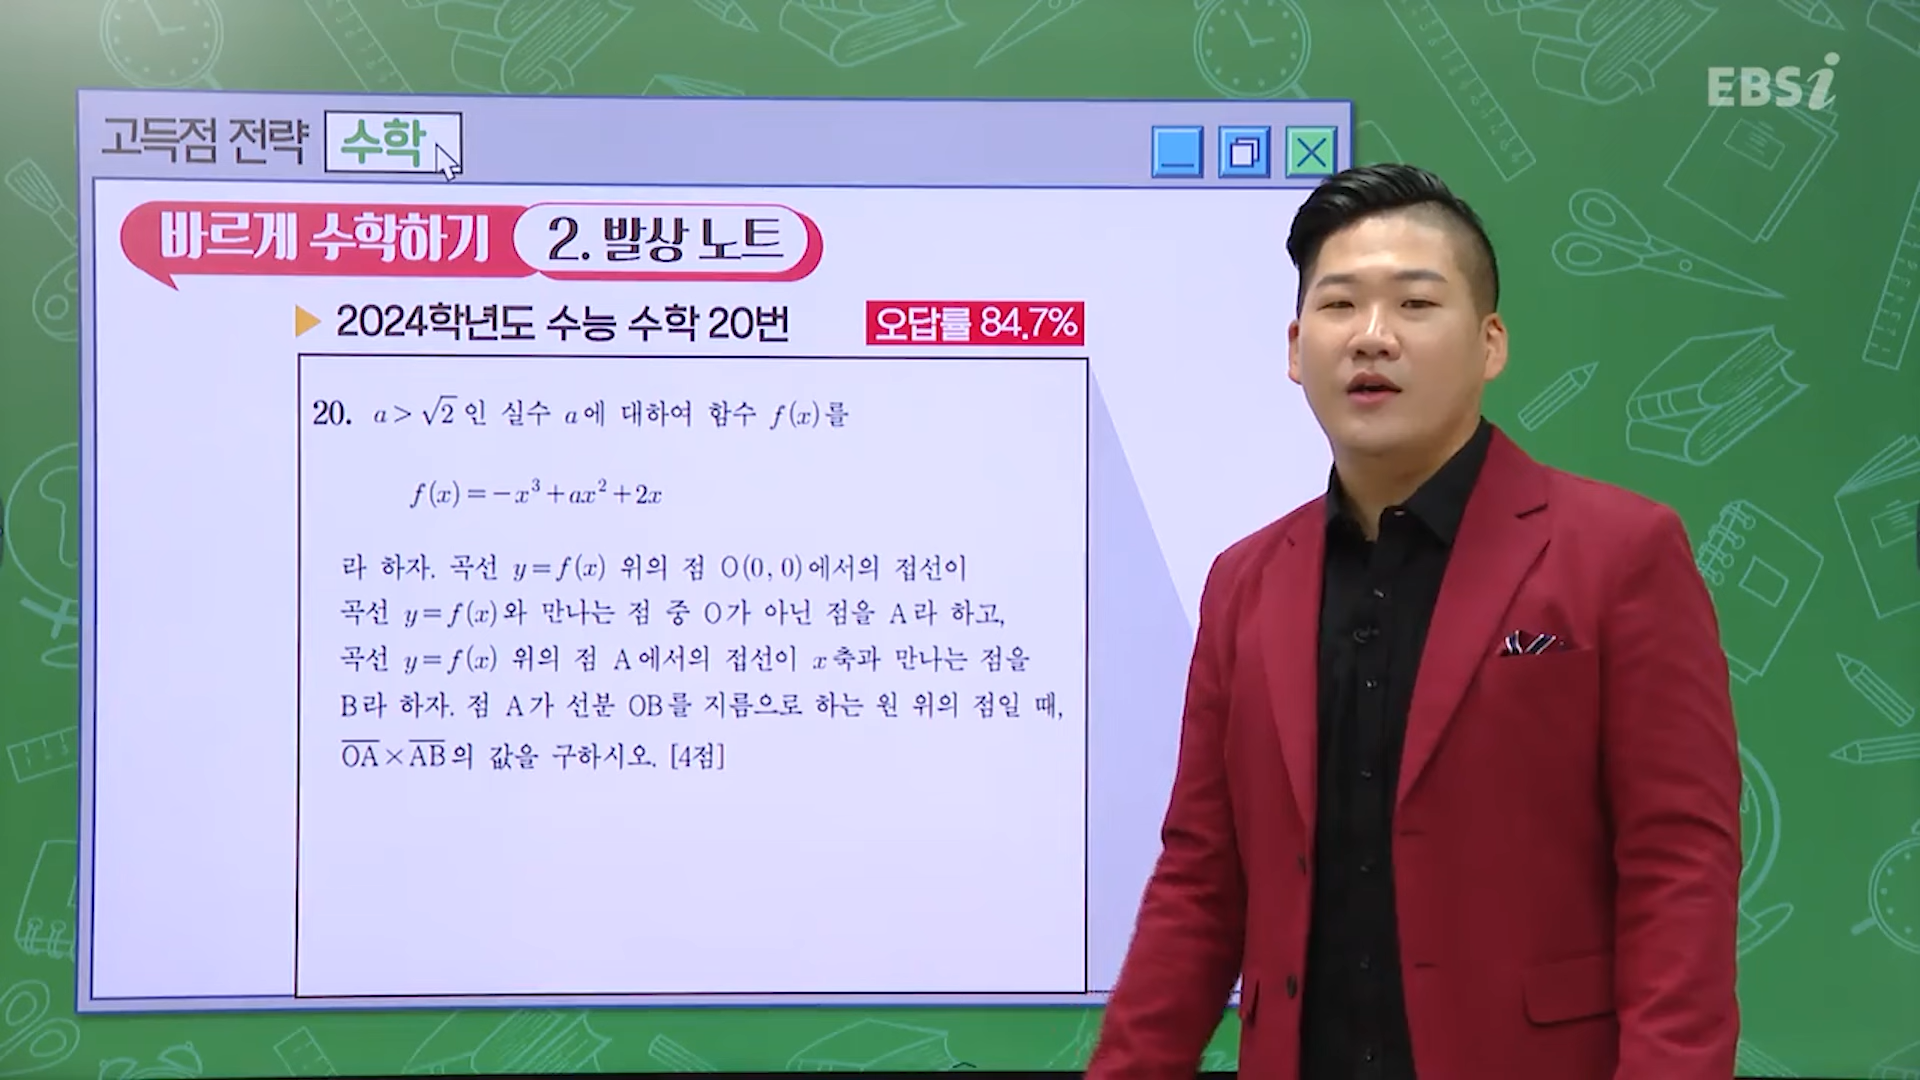 EBSi
고득점 전략 수학
바르게 수학하기 2. 발상 노트
▶ 2024학년도 수능 수학 20번 오답률 84.7%
20. a > √2 인 실수 a에 대하여 함수 f(x)를
f(x) = −x³ + ax² + 2x
라 하자. 곡선 y = f(x) 위의 점 O(0, 0)에서의 접선이
곡선 y = f(x)와 만나는 점 중 O가 아닌 점을 A라 하고,
곡선 y = f(x) 위의 점 A에서의 접선이 x축과 만나는 점을
B라 하자. 점 A가 선분 OB를 지름으로 하는 원 위의 점일 때,
O̅A̅ × A̅B̅의 값을 구하시오. [4점]